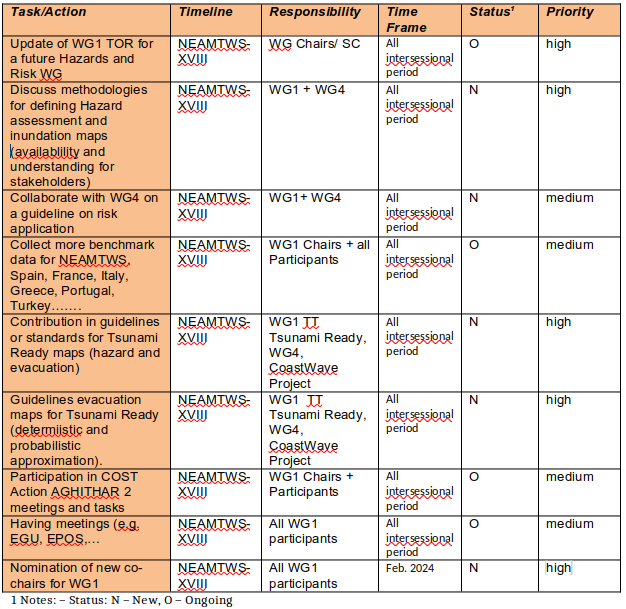 Task/Action Timeline Responsibility Time Frame Status¹ Priority
Update of WG1 TOR for
a future Hazards and
Risk WG
NEAMTWS-
XVIII
WG Chairs/ SC
All
intersessional
period
O
high
Discuss methodologies
for defining Hazard
assessment and
inundation maps
(availablility and
understanding for
stakeholders)
NEAMTWS-
XVIII
WG1 + WG4
All
intersessional
period
N
high
Collaborate with WG4 on
a guideline on risk
application
NEAMTWS-
XVIII
WG1+ WG4
All
intersessional
period
N
medium
Collect more benchmark
data for NEAMTWS,
Spain, France, Italy,
Greece, Portugal,
Turkey…….
NEAMTWS-
XVIII
WG1 Chairs + all
Participants
All
intersessional
period
O
medium
Contribution in guidelines
or standards for Tsunami
Ready maps (hazard and
evacuation)
NEAMTWS-
XVIII
WG1 TT
Tsunami Ready,
WG4,
CoastWave
Project
All
intersessional
period
N
high
Guidelines evacuation
maps for Tsunami Ready
(determiistic and
probabilistic
approximation).
NEAMTWS-
XVIII
WG1 TT
Tsunami Ready,
WG4,
CoastWave
Project
All
intersessional
period
N
high
Participation in COST
Action AGHITHAR 2
meetings and tasks
NEAMTWS-
XVIII
WG1 Chairs +
Participants
All
intersessional
period
O
medium
Having meetings (e.g.
EGU, EPOS,…
NEAMTWS-
XVIII
All WG1
participants
All
intersessional
period
O
medium
Nomination of new co-
chairs for WG1
NEAMTWS-
XVIII
All WG1
participants
Feb. 2024
N
high
1 Notes: – Status: N – New, O – Ongoing